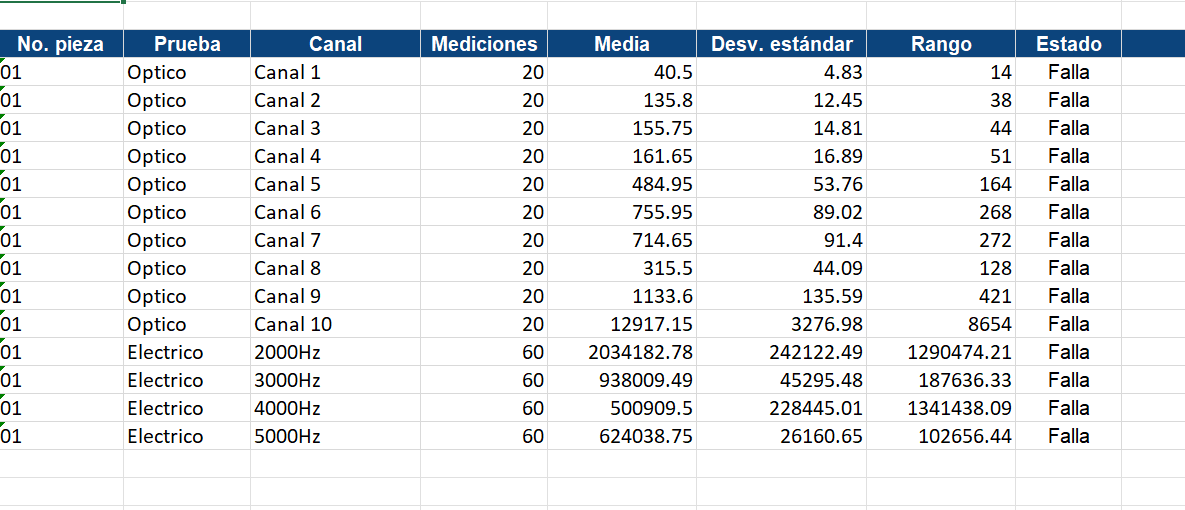 No. pieza Prueba Canal Mediciones Media Desv. estándar Rango Estado
01 Optico Canal 1 20 40.5 4.83 14 Falla
01 Optico Canal 2 20 135.8 12.45 38 Falla
01 Optico Canal 3 20 155.75 14.81 44 Falla
01 Optico Canal 4 20 161.65 16.89 51 Falla
01 Optico Canal 5 20 484.95 53.76 164 Falla
01 Optico Canal 6 20 755.95 89.02 268 Falla
01 Optico Canal 7 20 714.65 91.4 272 Falla
01 Optico Canal 8 20 315.5 44.09 128 Falla
01 Optico Canal 9 20 1133.6 135.59 421 Falla
01 Optico Canal 10 20 12917.15 3276.98 8654 Falla
01 Electrico 2000Hz 60 2034182.78 242122.49 1290474.21 Falla
01 Electrico 3000Hz 60 938009.49 45295.48 187636.33 Falla
01 Electrico 4000Hz 60 500909.5 228445.01 1341438.09 Falla
01 Electrico 5000Hz 60 624038.75 26160.65 102656.44 Falla